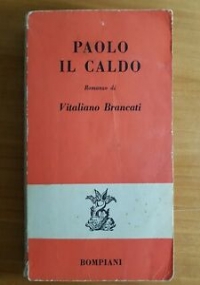 PAOLO
IL CALDO
Romanzo di
Vitaliano Brancati
BOMPIANI